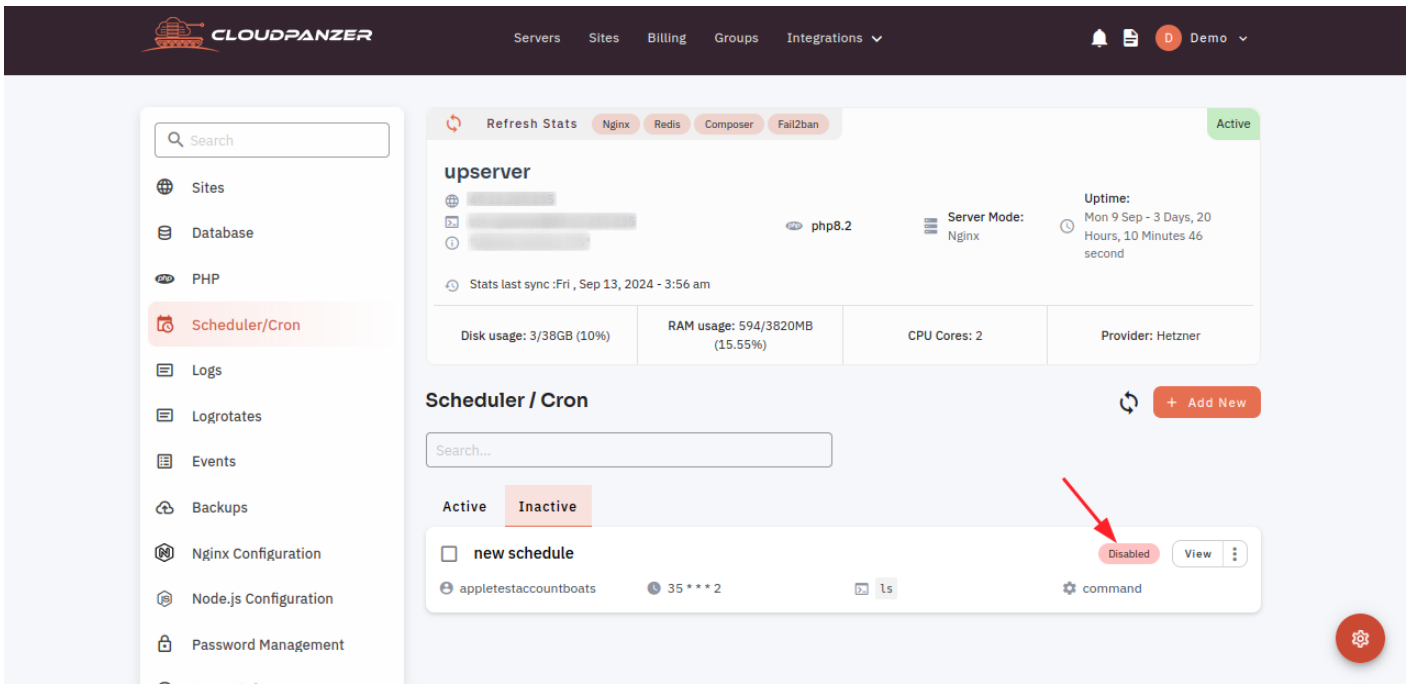 CLOUDPANZER
Servers Sites Billing Groups Integrations
D Demo
Search
Sites
Database
PHP
Scheduler/Cron
Logs
Logrotates
Events
Backups
Nginx Configuration
Node.js Configuration
Password Management
Refresh Stats Nginx Redis Composer Fail2ban Active
upserver
php php8.2
Server Mode:
Nginx
Uptime:
Mon 9 Sep - 3 Days, 20
Hours, 10 Minutes 46
second
Stats last sync :Fri , Sep 13, 2024 - 3:56 am
Disk usage: 3/38GB (10%)
RAM usage: 594/3820MB
(15.55%)
CPU Cores: 2
Provider: Hetzner
Scheduler / Cron
+ Add New
Search...
Active Inactive
new schedule Disabled View
appletestaccountboats 35 * * * 2 ls command